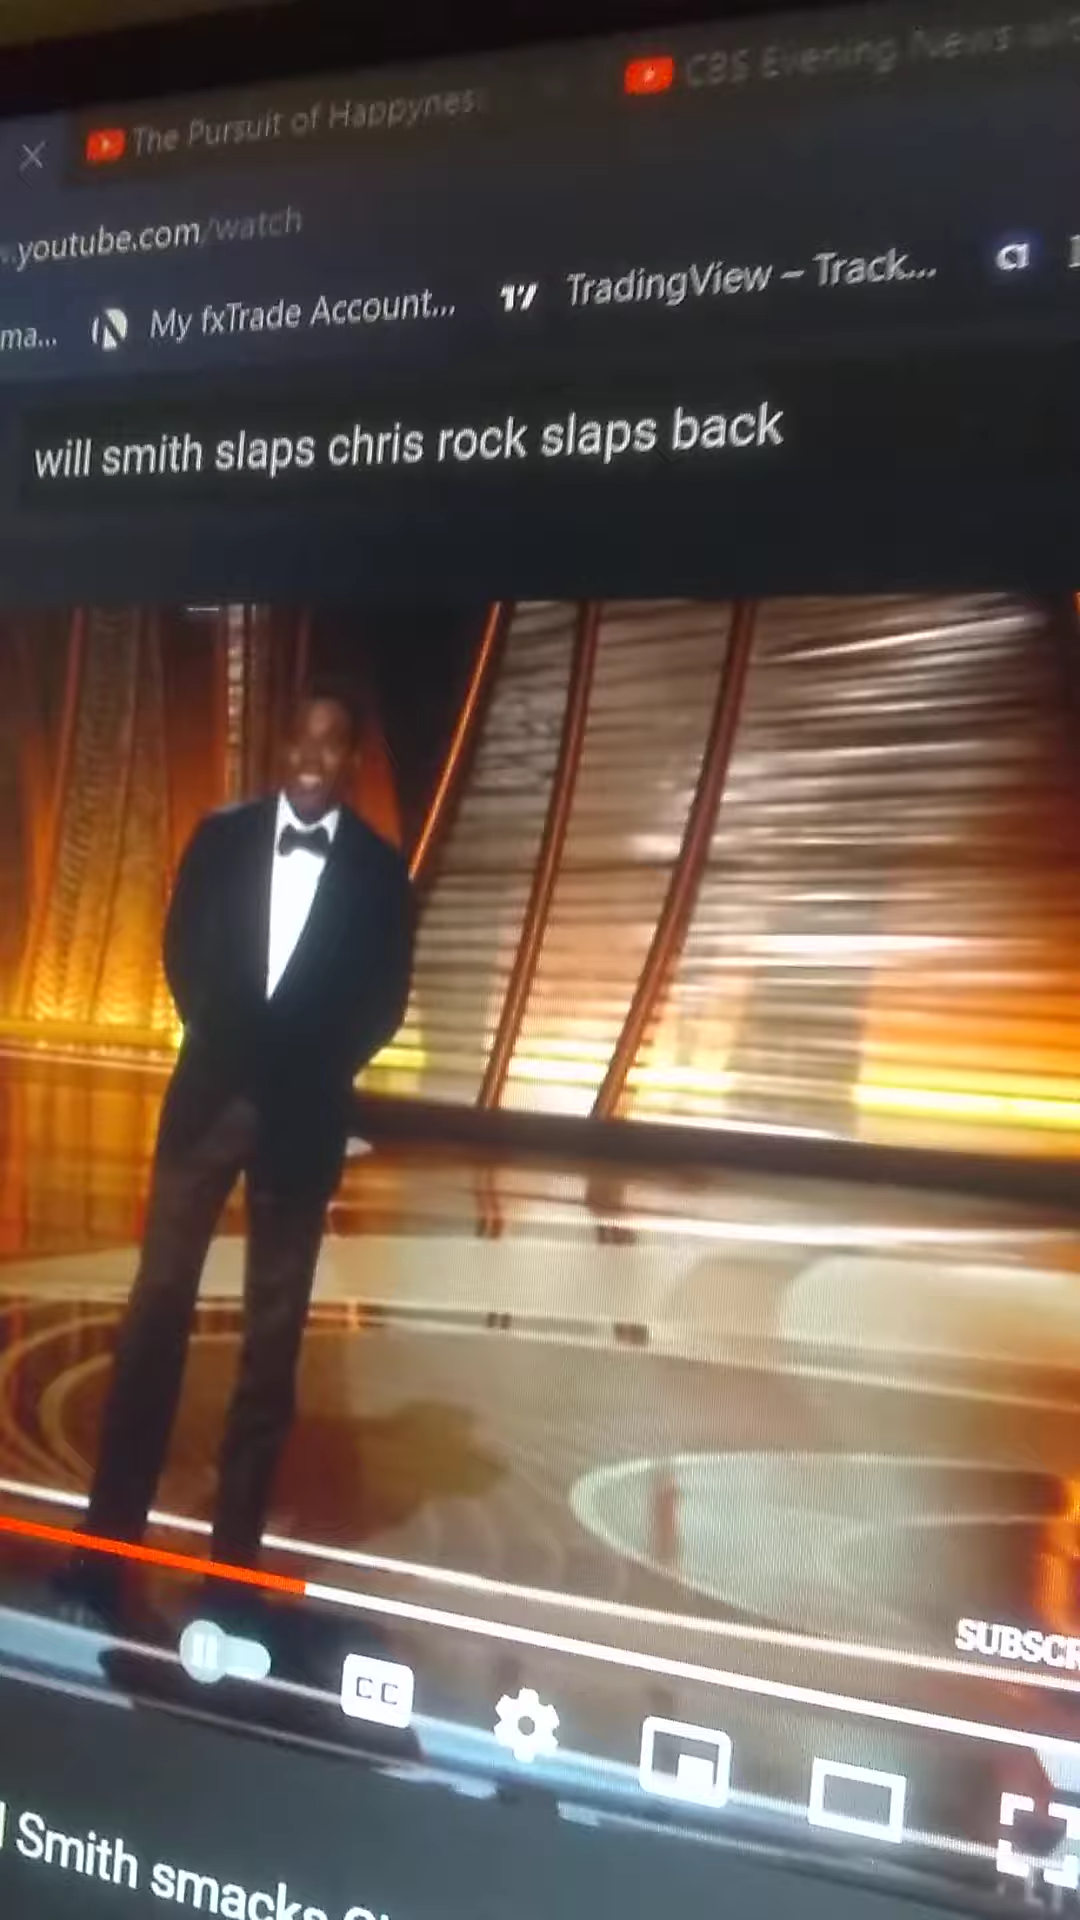 The Pursuit of Happynes
CBS Evening News
youtube.com/watch
ma...
My fxTrade Account...
TradingView – Track...
will smith slaps chris rock slaps back
SUBSCR
CC
Smith smacks